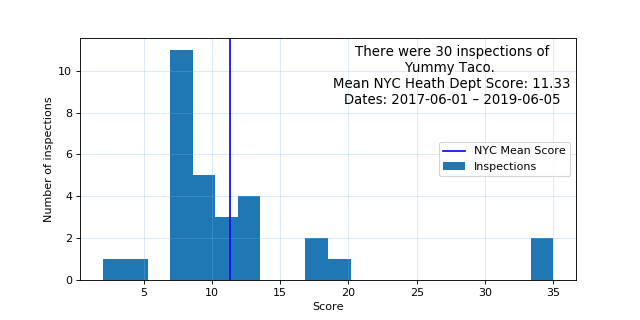 There were 30 inspections of
Yummy Taco.
Mean NYC Heath Dept Score: 11.33
Dates: 2017-06-01 – 2019-06-05
NYC Mean Score
Inspections
Number of inspections
10
8
6
4
2
0
5 10 15 20 25 30 35
Score